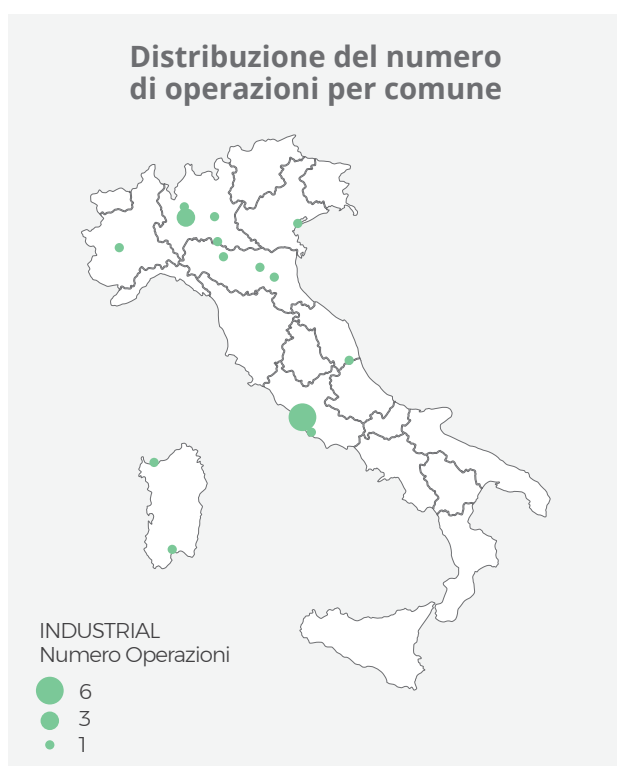 Distribuzione del numero
di operazioni per comune
INDUSTRIAL
Numero Operazioni
6
3
1